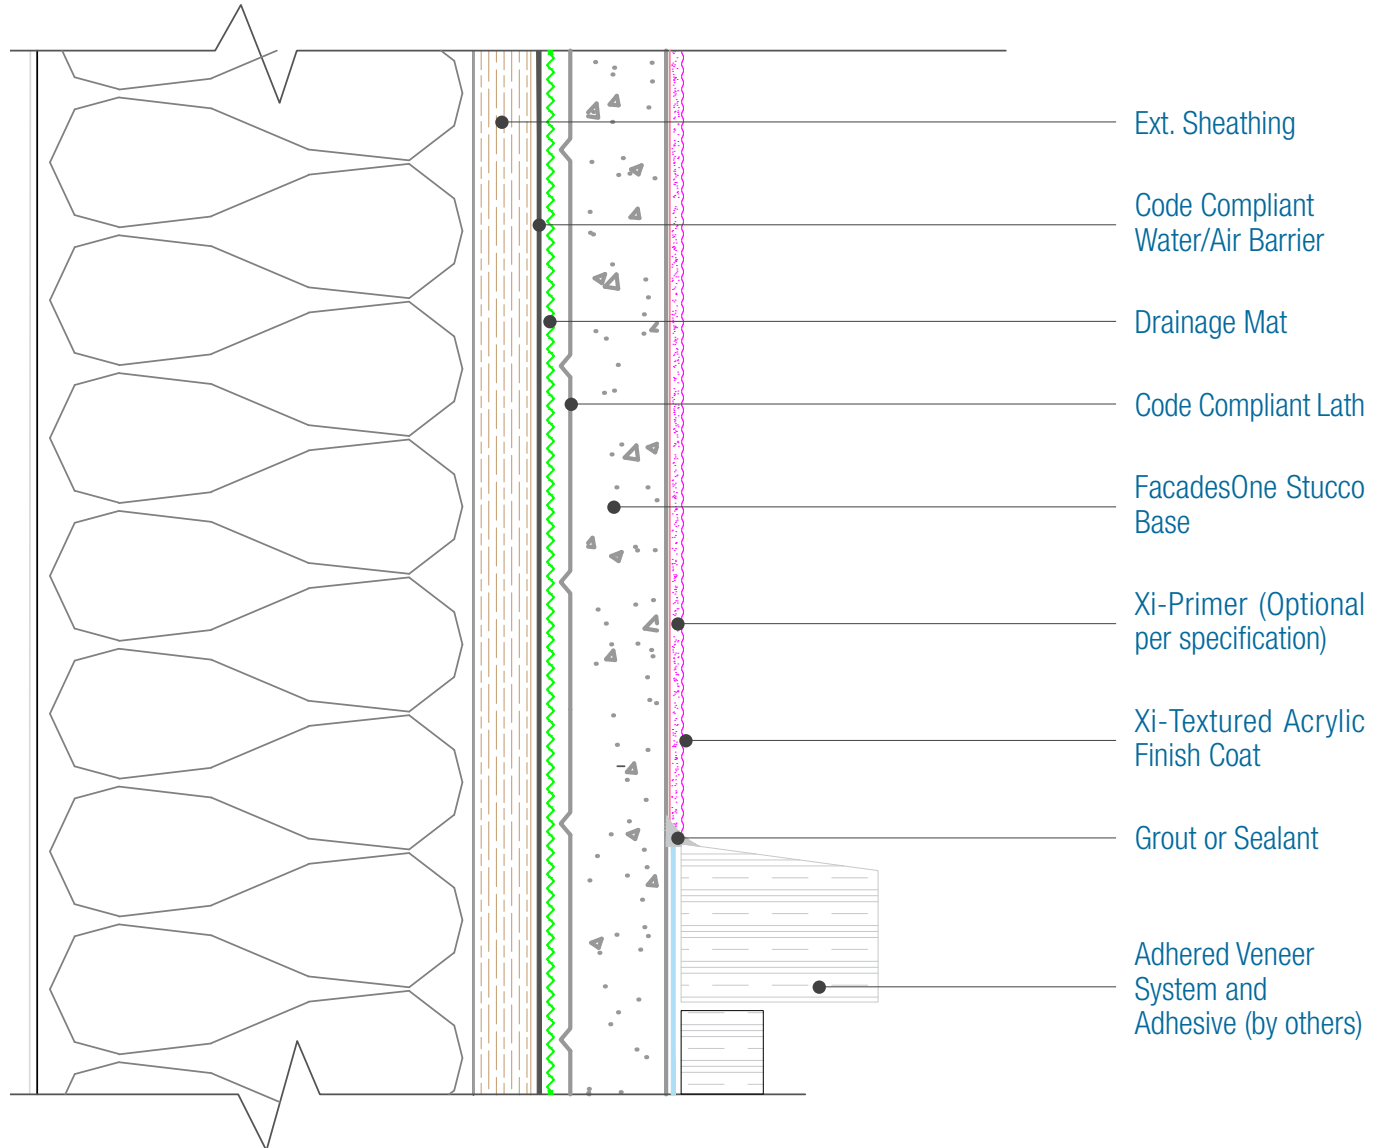 Ext. Sheathing
Code Compliant
Water/Air Barrier
Drainage Mat
Code Compliant Lath
FacadesOne Stucco
Base
Xi-Primer (Optional
per specification)
Xi-Textured Acrylic
Finish Coat
Grout or Sealant
Adhered Veneer
System and
Adhesive (by others)